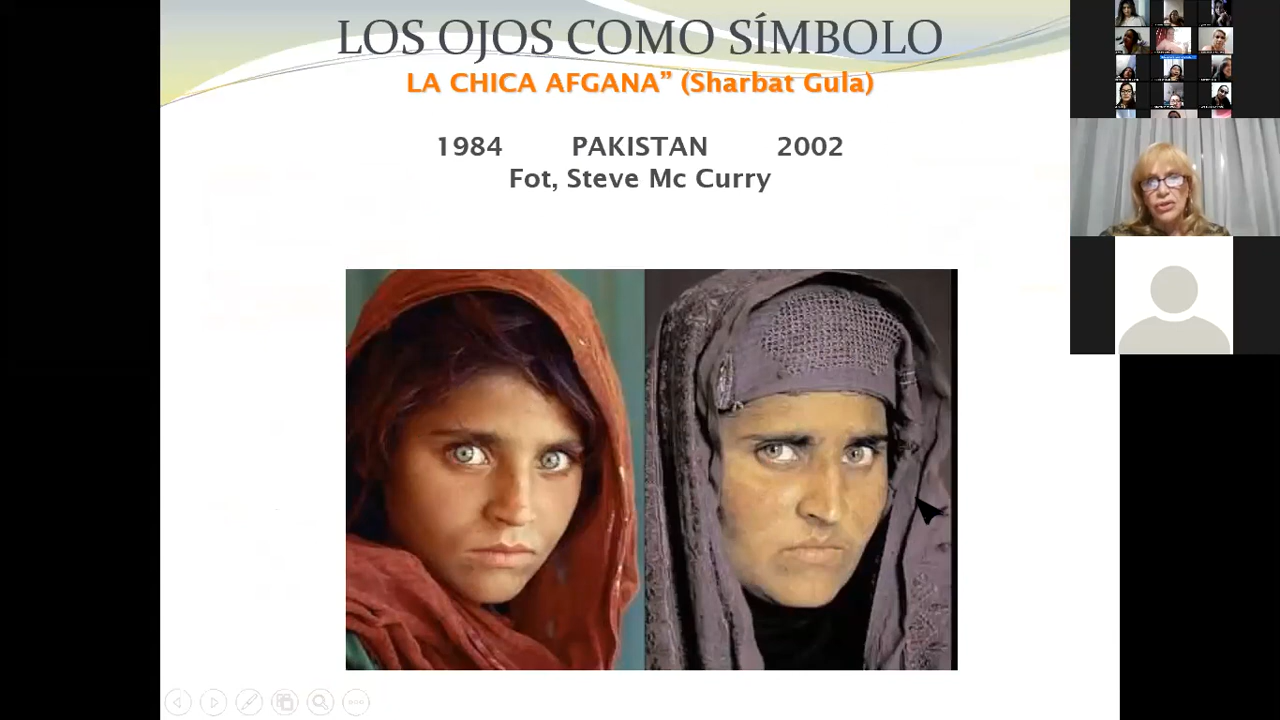 LOS OJOS COMO SÍMBOLO
LA CHICA AFGANA” (Sharbat Gula)
1984 PAKISTAN 2002
Fot, Steve Mc Curry